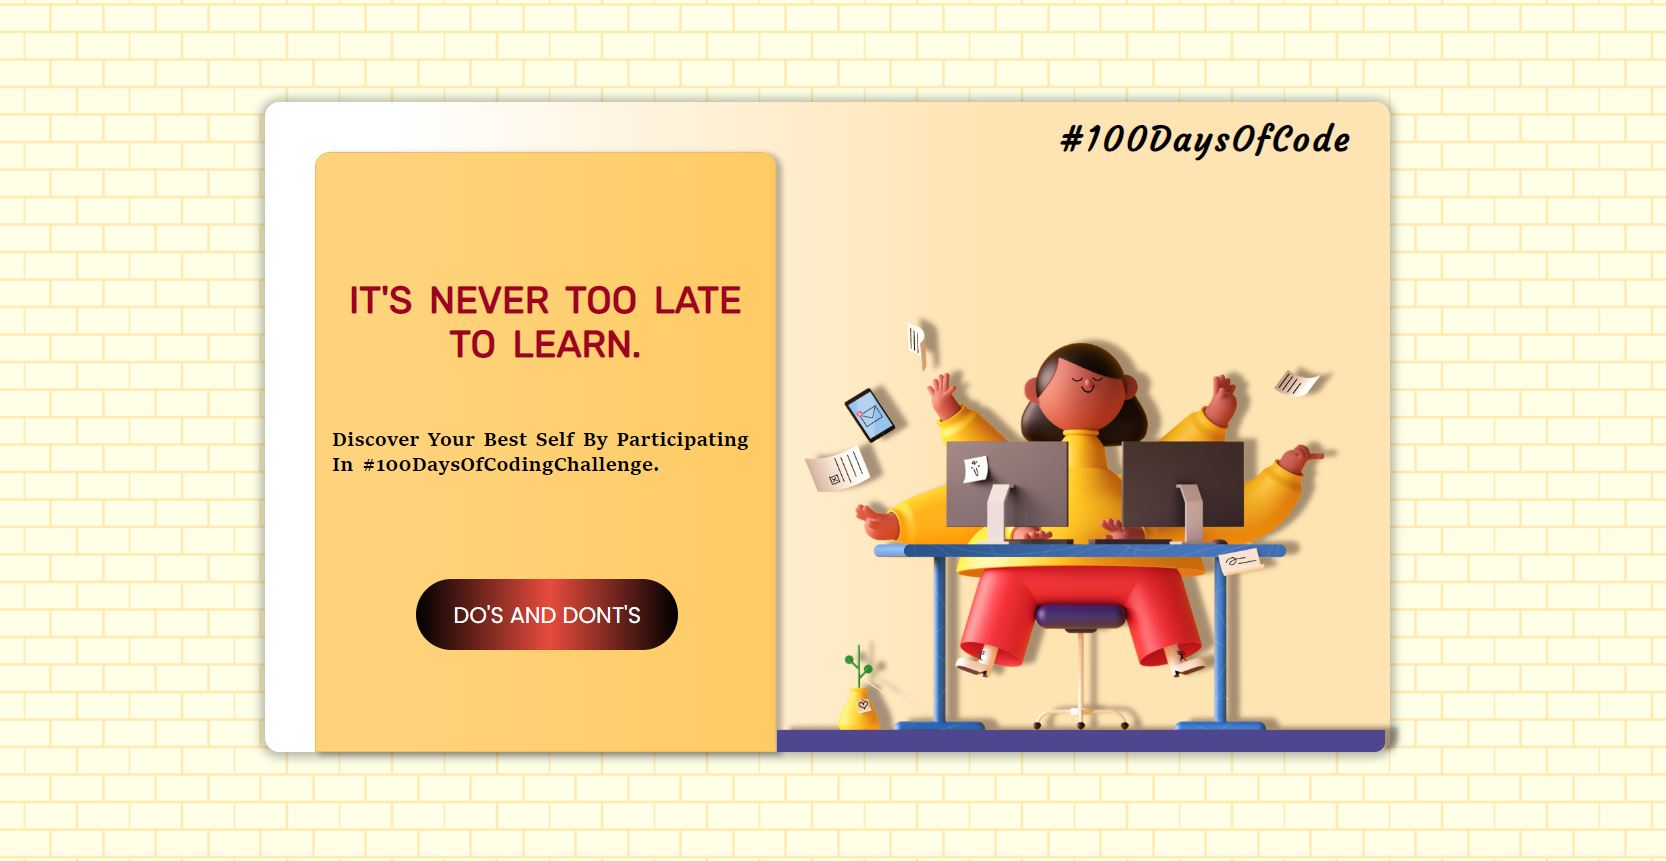 #100DaysOfCode
IT'S NEVER TOO LATE
TO LEARN.
Discover Your Best Self By Participating
In #100DaysOfCodingChallenge.
DO'S AND DONT'S